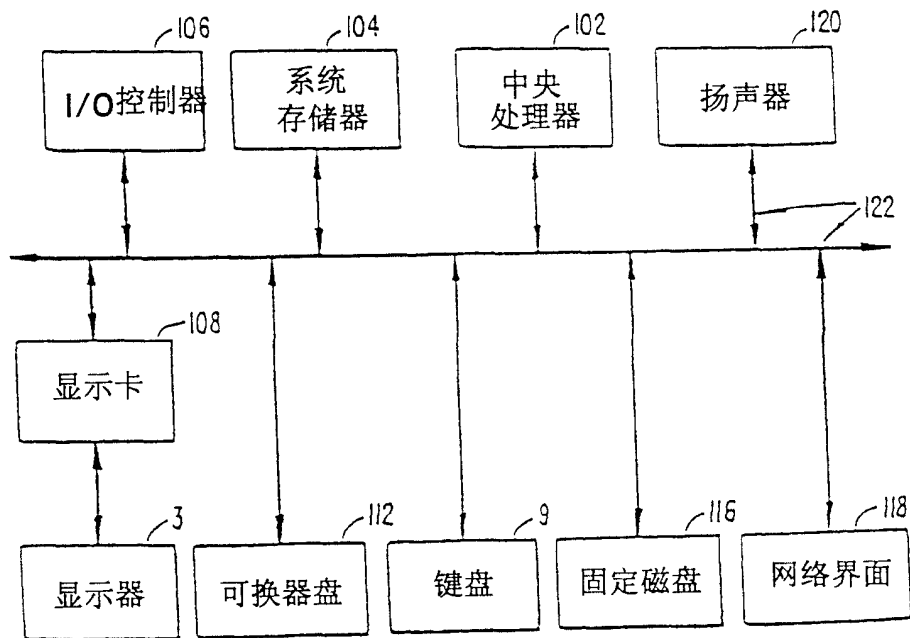 106
104
102
120
I/O控制器
系统
存储器
中央
处理器
扬声器
122
108
显示卡
3
112
9
116
118
显示器
可换器盘
键盘
固定磁盘
网络界面